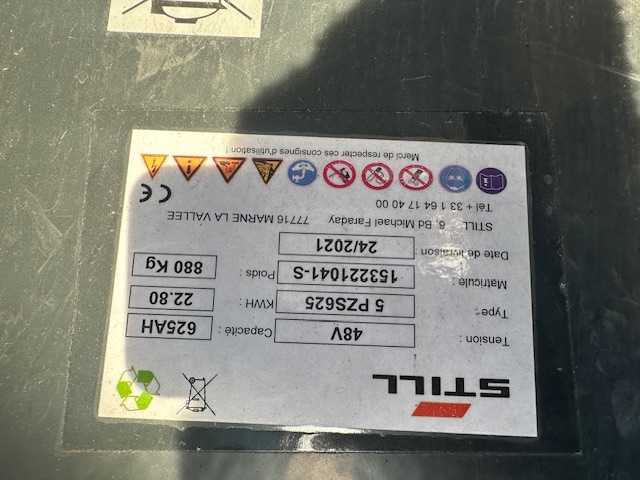 STILL
Tension : 48V Capacité : 625AH
Type : 5 PZS625 KWH : 22.80
Matricule : 153221041-S Poids : 880 Kg
Date de livraison : 24/2021
STILL 6, Bd Michael Faraday 77716 MARNE LA VALLEE
Tél + 33 1 64 17 40 00
CE
Merci de respecter ces consignes d'utilisation !